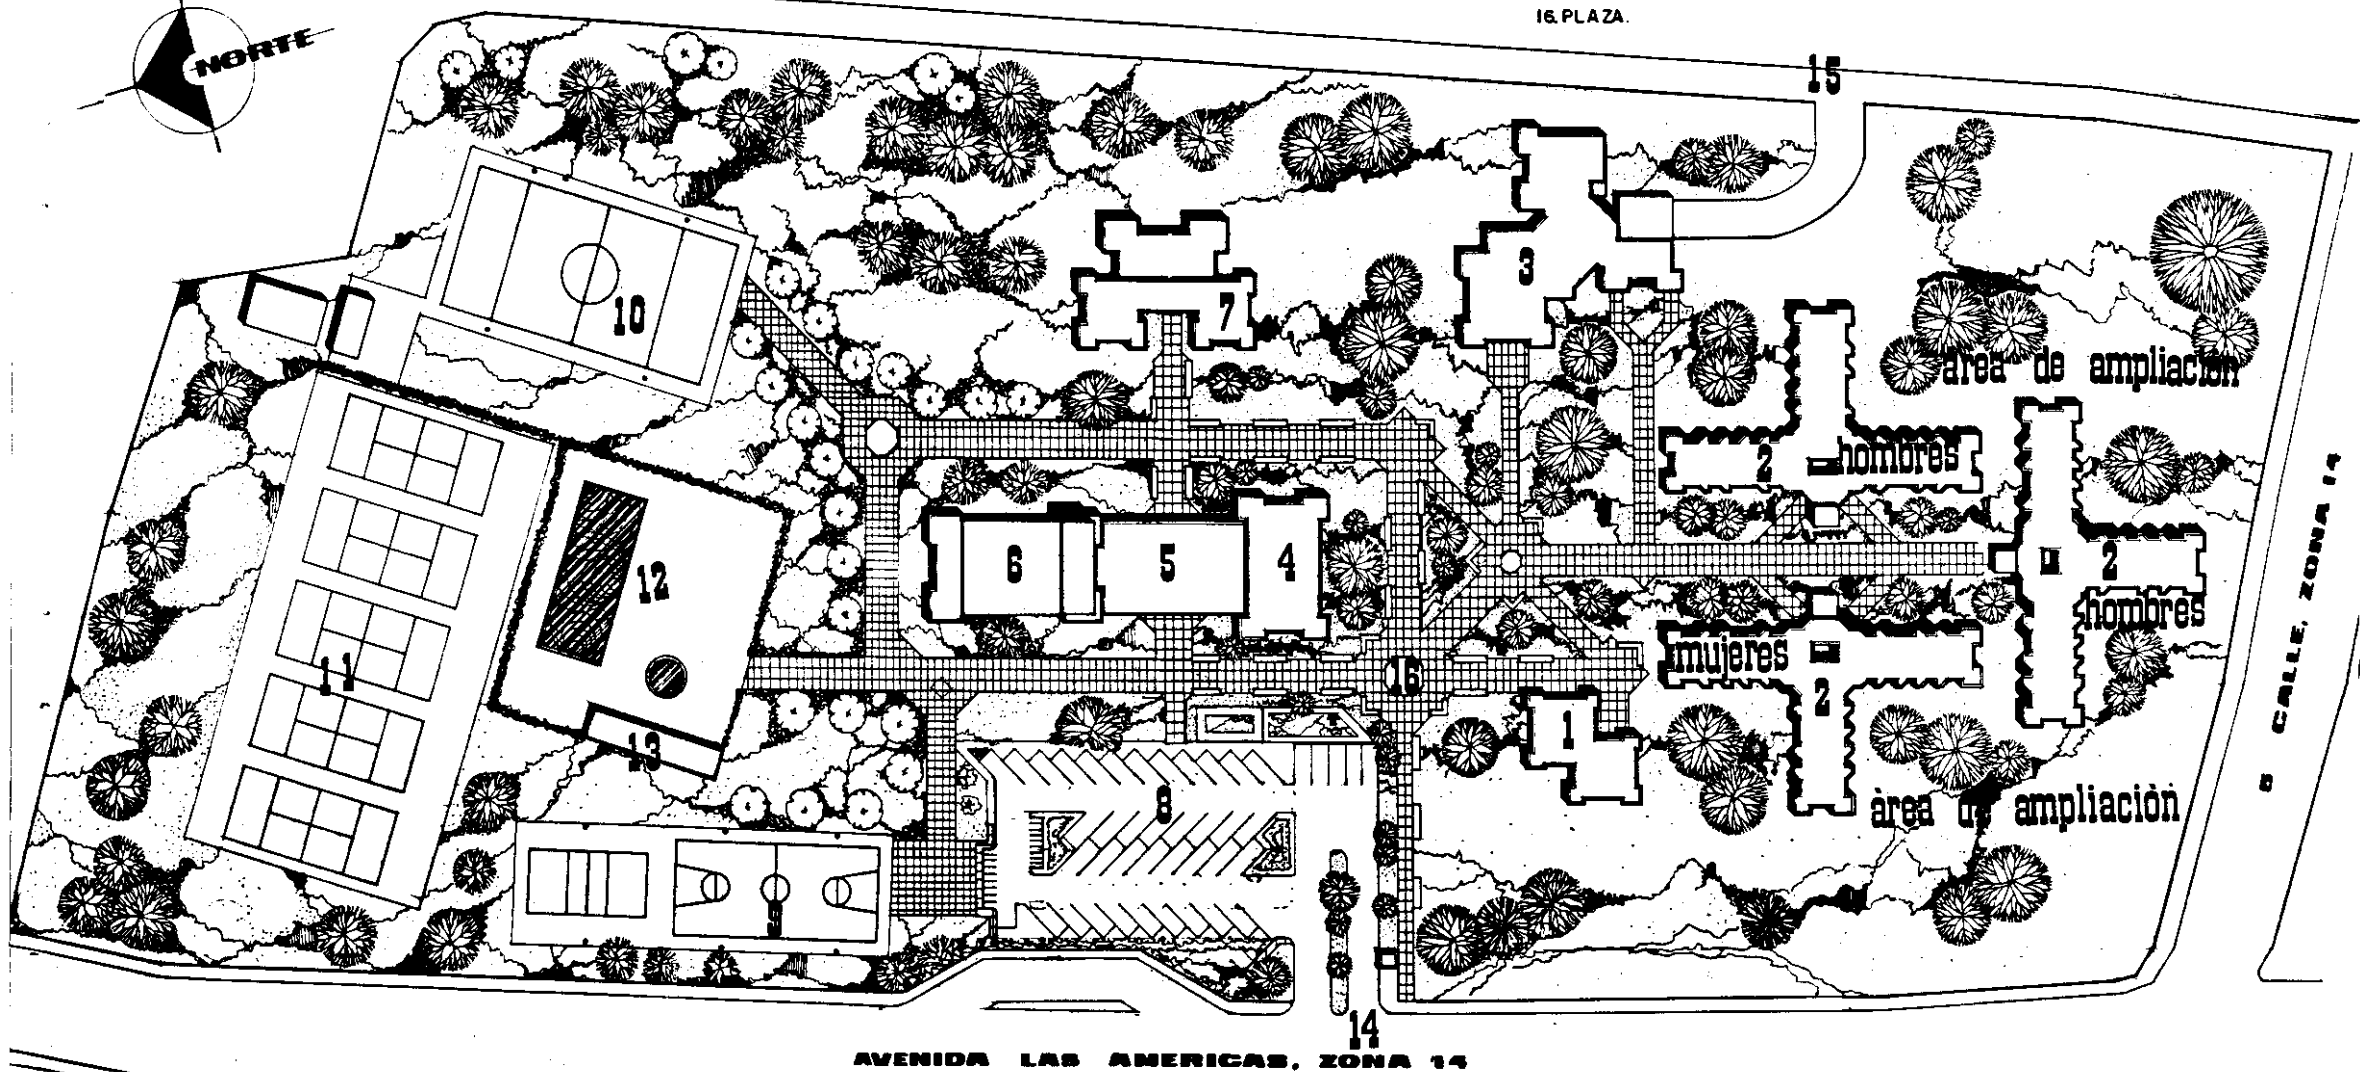 16. PLAZA.
NORTE
15
10
7
3
área de ampliación
2 hombres
6
5
4
12
2
hombres
11
mujeres
2
16
1
13
8
área de ampliación
9
14
AVENIDA LAS AMERICAS, ZONA 14
5 CALLE, ZONA 14